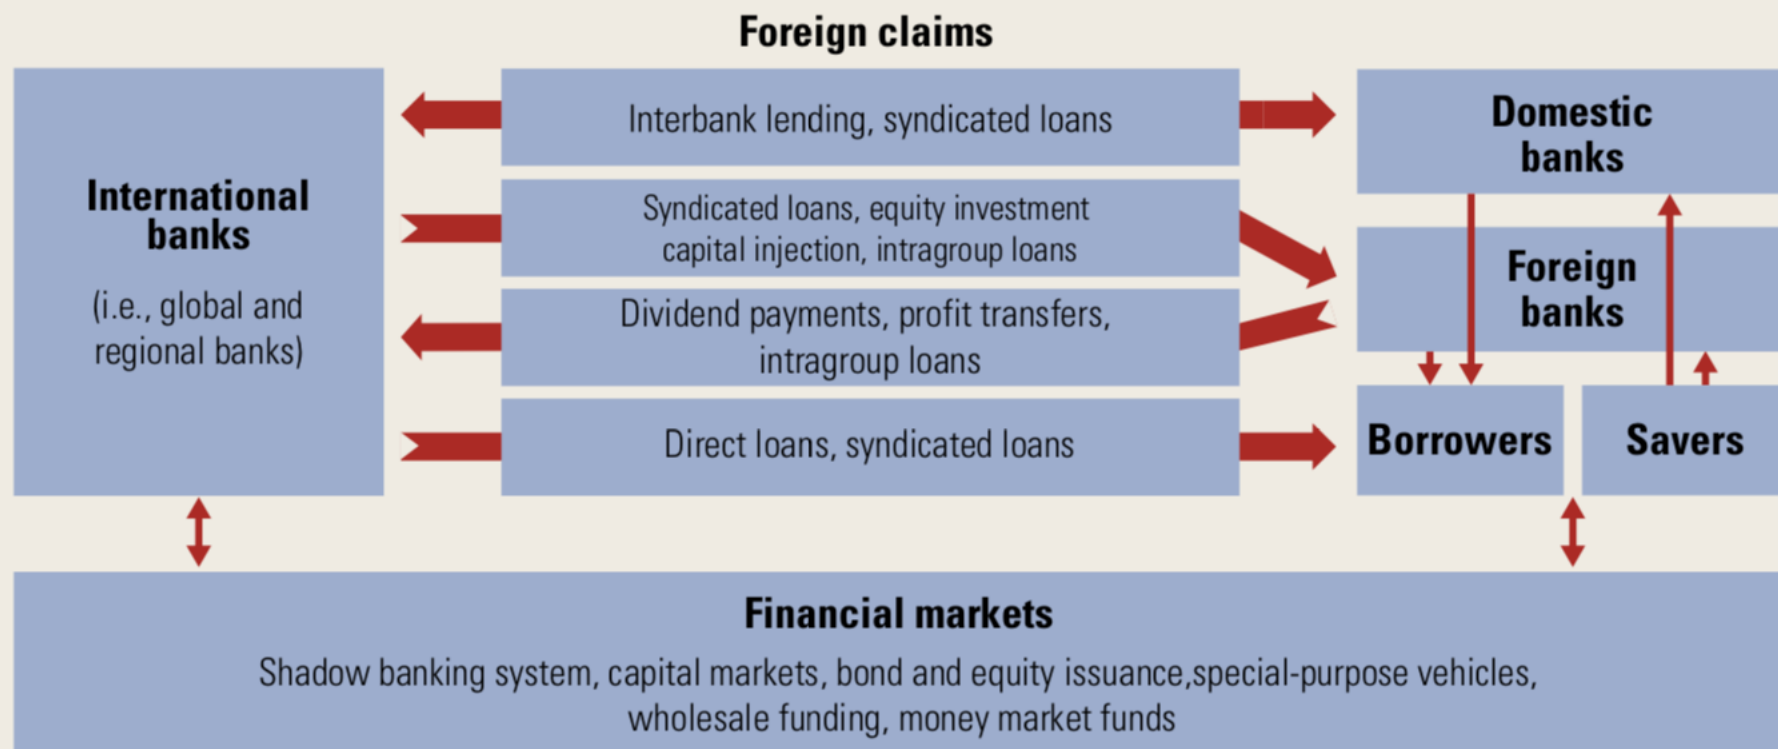 Foreign claims
International
banks
(i.e., global and
regional banks)
Interbank lending, syndicated loans
Syndicated loans, equity investment
capital injection, intragroup loans
Dividend payments, profit transfers,
intragroup loans
Direct loans, syndicated loans
Domestic
banks
Foreign
banks
Borrowers
Savers
Financial markets
Shadow banking system, capital markets, bond and equity issuance,special-purpose vehicles,
wholesale funding, money market funds